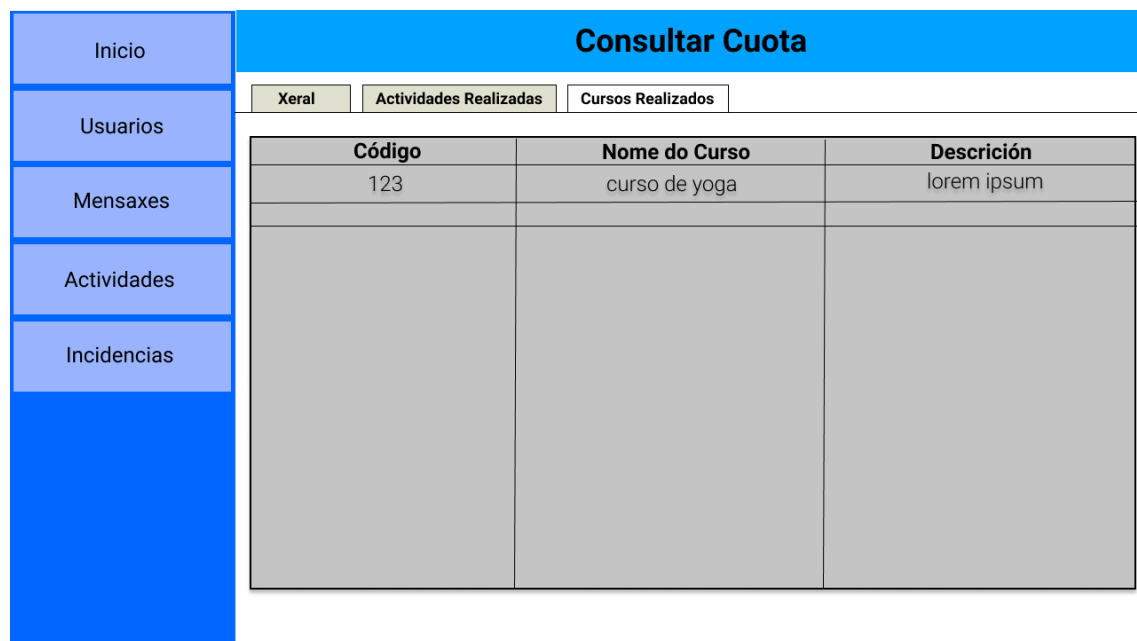 Inicio
Usuarios
Mensaxes
Actividades
Incidencias
Consultar Cuota
Xeral
Actividades Realizadas
Cursos Realizados
Código Nome do Curso Descrición
123 curso de yoga lorem ipsum